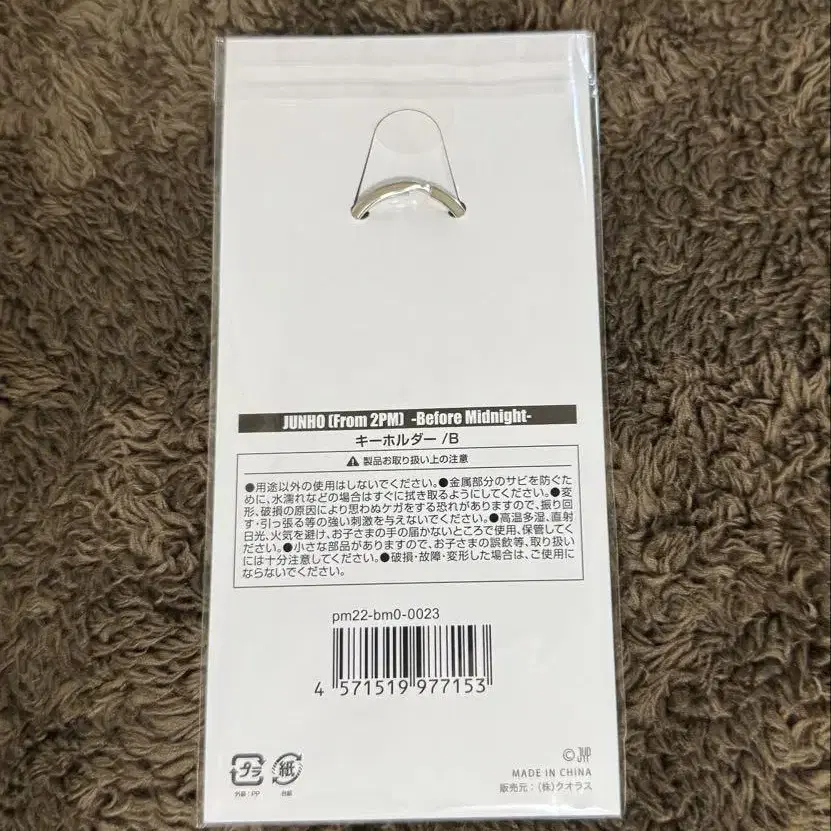 JUNHO (From 2PM) -Before Midnight-
キーホルダー /B
⚠ 製品お取り扱い上の注意
●用途以外の使用はしないでください。●金属部分のサビを防ぐた
めに、水濡れなどの場合はすぐに拭き取るようにしてください。●変
形、破損の原因により思わぬケガをする恐れがありますので、振り回
す・引っ張る等の強い刺激を与えないでください。●高温多湿、直射
日光、火気を避け、お子さまの手の届かないところで使用、保管してく
ださい。●小さな部品がありますので、お子さまの誤飲等、取り扱い
には十分注意してください。●破損・故障・変形した場合は、ご使用に
ならないでください。
pm22-bm0-0023
4 571519 977153
プラ
外装:PP
紙
台紙
©
MADE IN CHINA
販売元:(株)クオラス